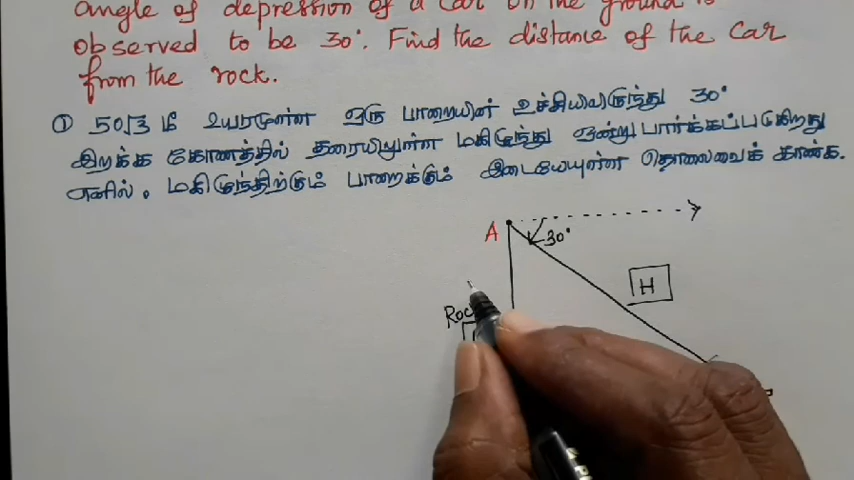 angle of depression of a car on the ground is
observed to be 30°. Find the distance of the car
from the rock.
① 50√3 மீ உயரமுள்ள ஒரு பாறையின் உச்சியிலிருந்து 30°
இறக்க கோணத்தில் தரையிலுள்ள மகிழுந்து ஒன்று பார்க்கப்படுகிறது
எனில். மகிழுந்திற்கும் பாறைக்கும் இடையேயுள்ள தொலைவைக் காண்க.
A
30°
H